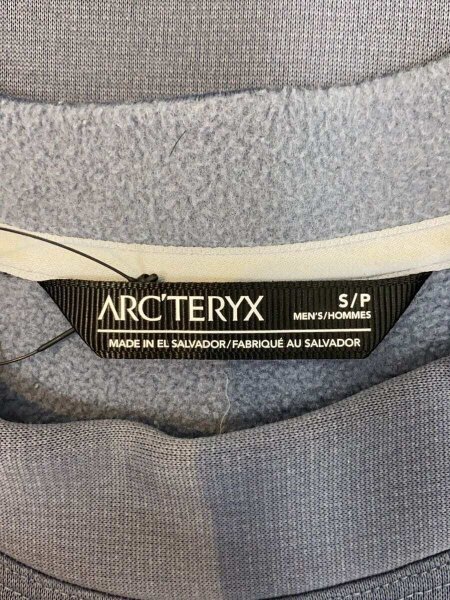 ARC'TERYX
S/P
MEN'S/HOMMES
MADE IN EL SALVADOR/FABRIQUÉ AU SALVADOR